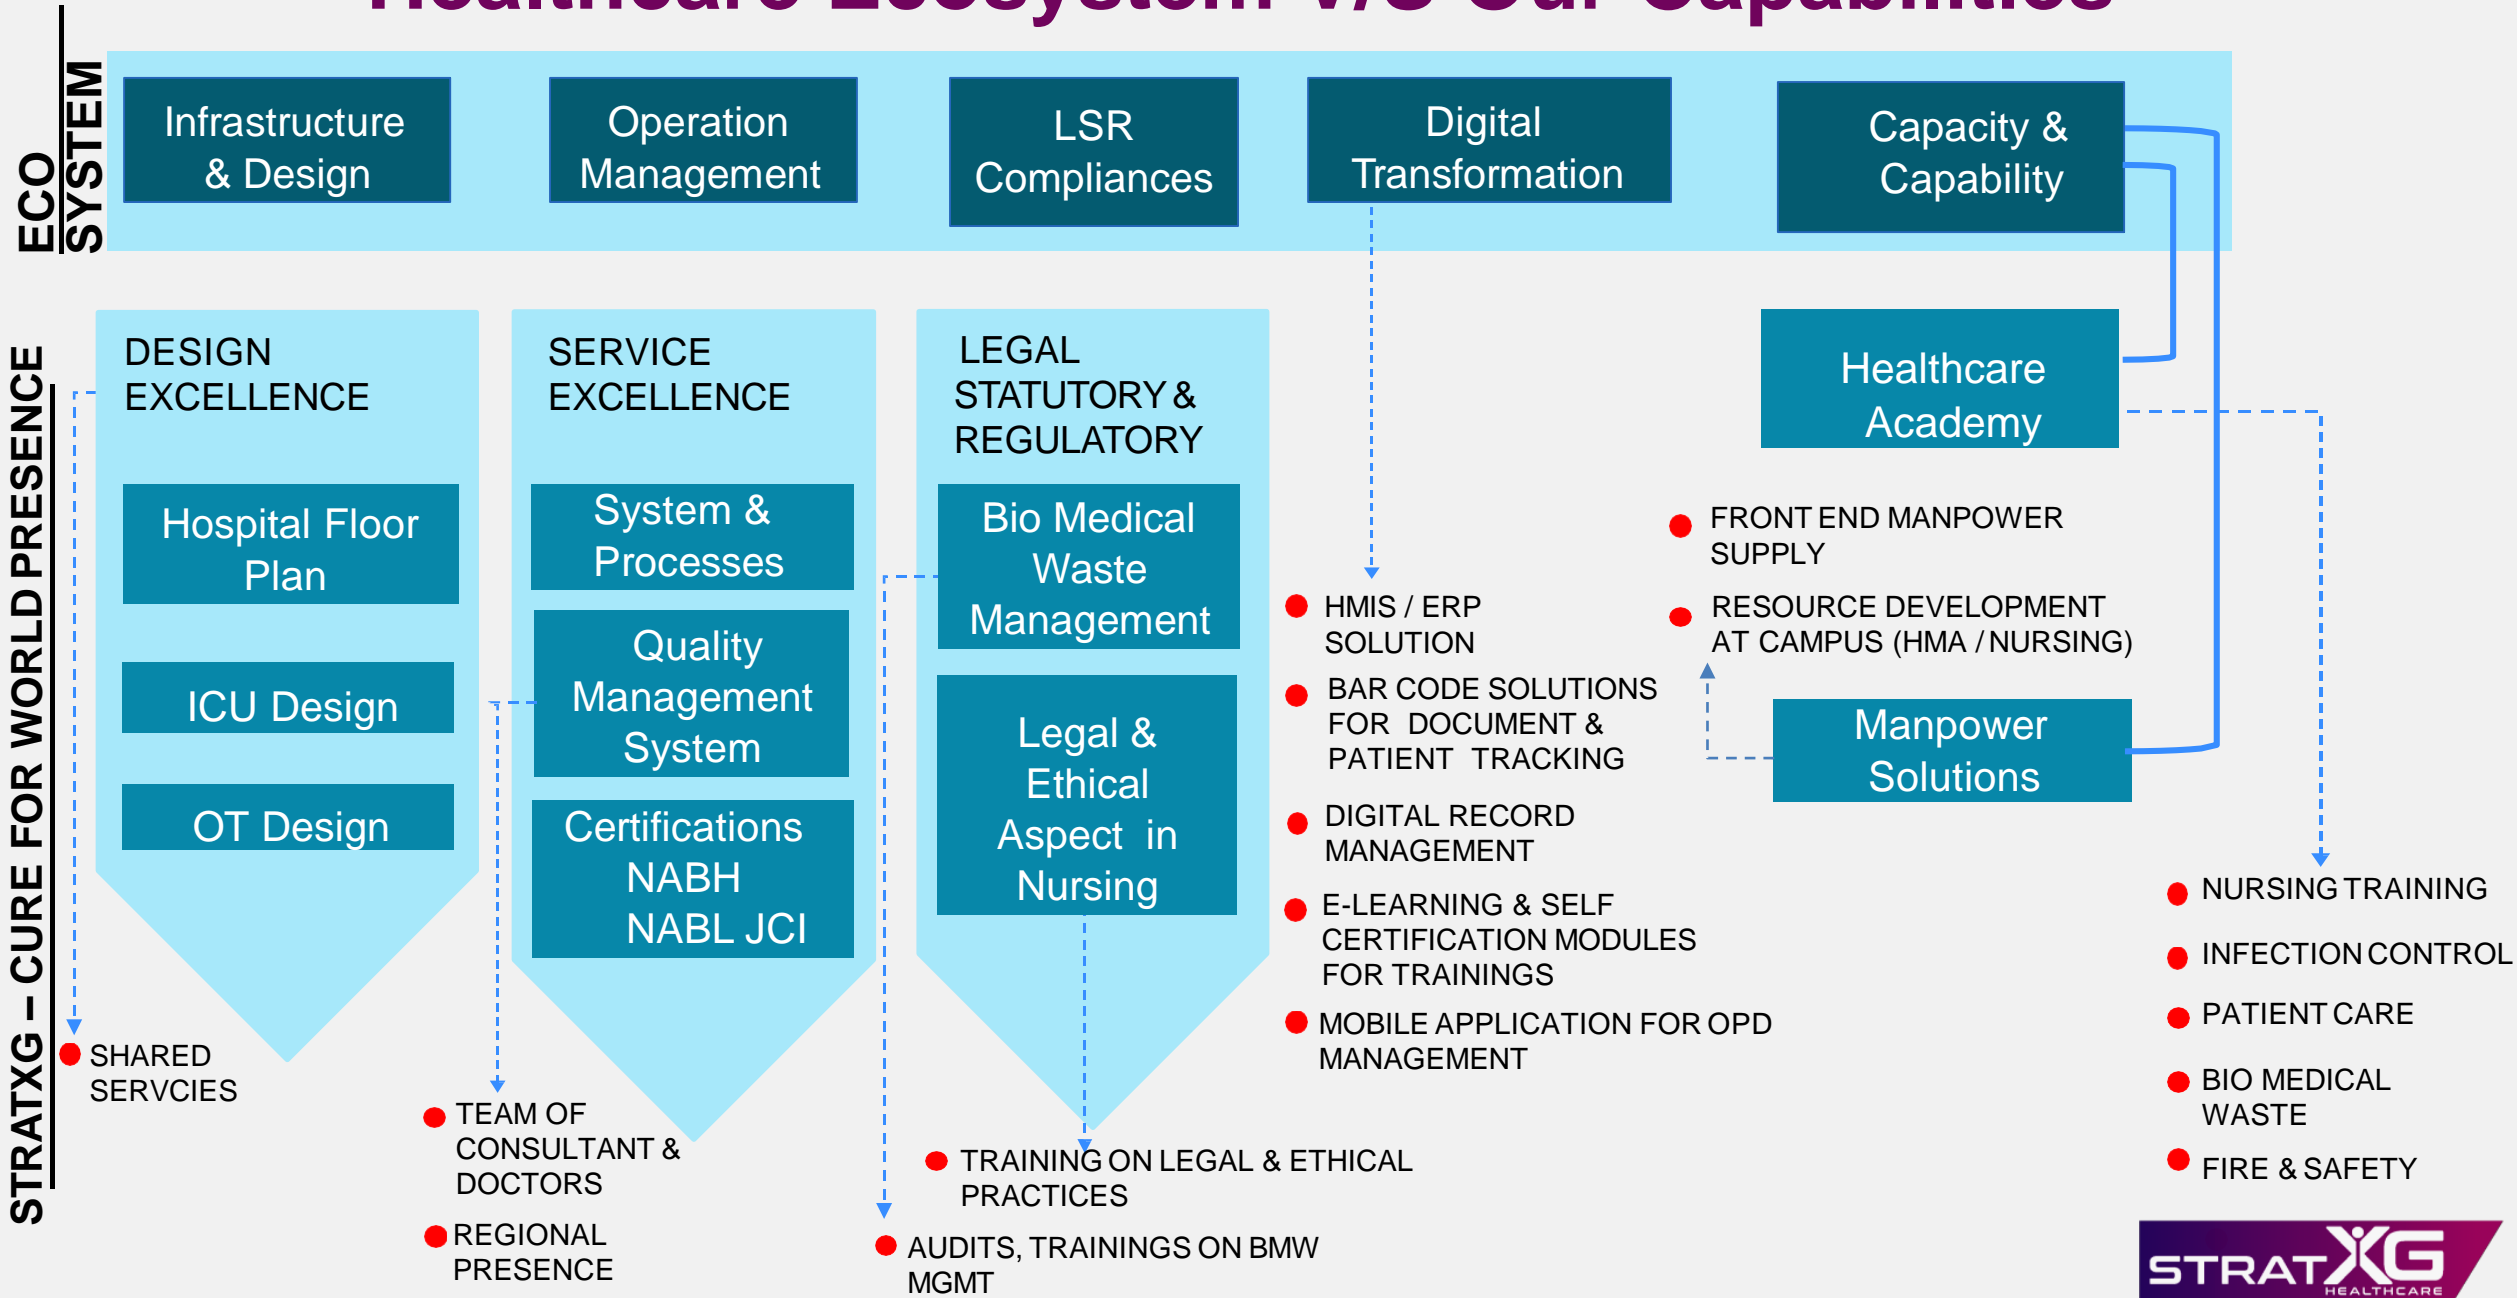 Healthcare Ecosystem V/S Our Capabilities
ECO
SYSTEM
Infrastructure
& Design
Operation
Management
LSR
Compliances
Digital
Transformation
Capacity &
Capability
STRATXG – CURE FOR WORLD PRESENCE
DESIGN
EXCELLENCE
Hospital Floor
Plan
ICU Design
OT Design
SHARED
SERVCIES
SERVICE
EXCELLENCE
System &
Processes
Quality
Management
System
Certifications
NABH
NABL JCI
TEAM OF
CONSULTANT &
DOCTORS
REGIONAL
PRESENCE
LEGAL
STATUTORY &
REGULATORY
Bio Medical
Waste
Management
Legal &
Ethical
Aspect in
Nursing
TRAINING ON LEGAL & ETHICAL
PRACTICES
AUDITS, TRAININGS ON BMW
MGMT
HMIS / ERP
SOLUTION
BAR CODE SOLUTIONS
FOR DOCUMENT &
PATIENT TRACKING
DIGITAL RECORD
MANAGEMENT
E-LEARNING & SELF
CERTIFICATION MODULES
FOR TRAININGS
MOBILE APPLICATION FOR OPD
MANAGEMENT
Healthcare
Academy
FRONT END MANPOWER
SUPPLY
RESOURCE DEVELOPMENT
AT CAMPUS (HMA / NURSING)
Manpower
Solutions
NURSING TRAINING
INFECTION CONTROL
PATIENT CARE
BIO MEDICAL
WASTE
FIRE & SAFETY
STRATXG
HEALTHCARE